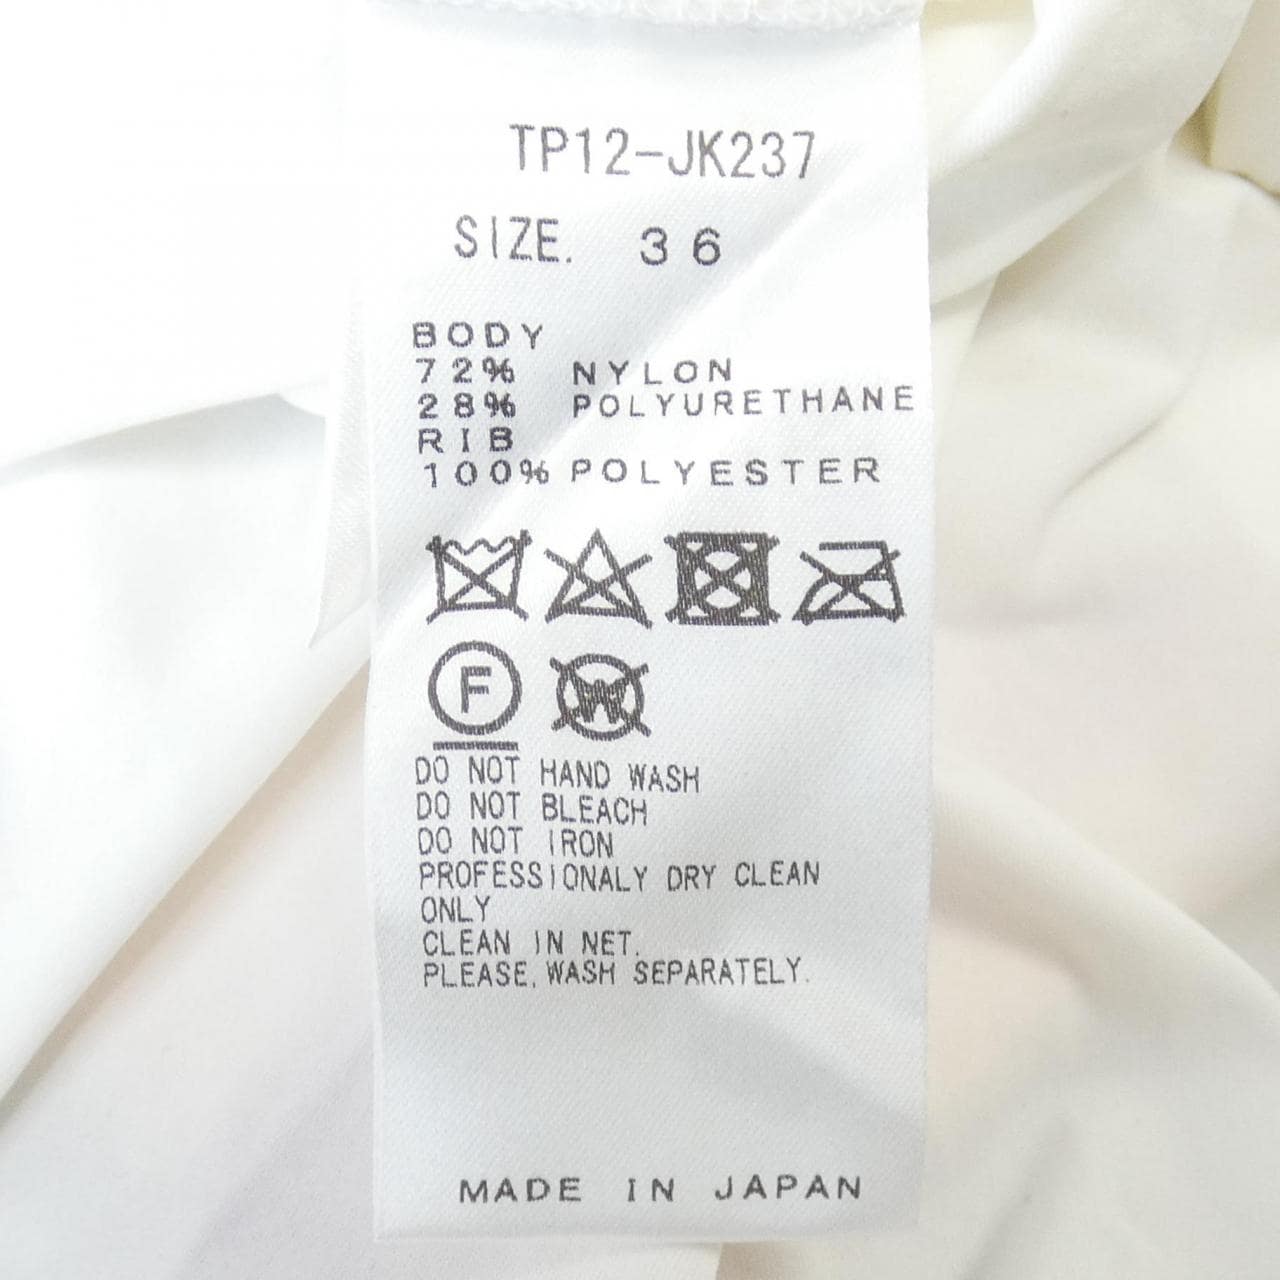 TP12-JK237
SIZE. 36
BODY
72% NYLON
28% POLYURETHANE
RIB
100% POLYESTER
F W
DO NOT HAND WASH
DO NOT BLEACH
DO NOT IRON
PROFESSIONALY DRY CLEAN
ONLY
CLEAN IN NET.
PLEASE, WASH SEPARATELY.
MADE IN JAPAN